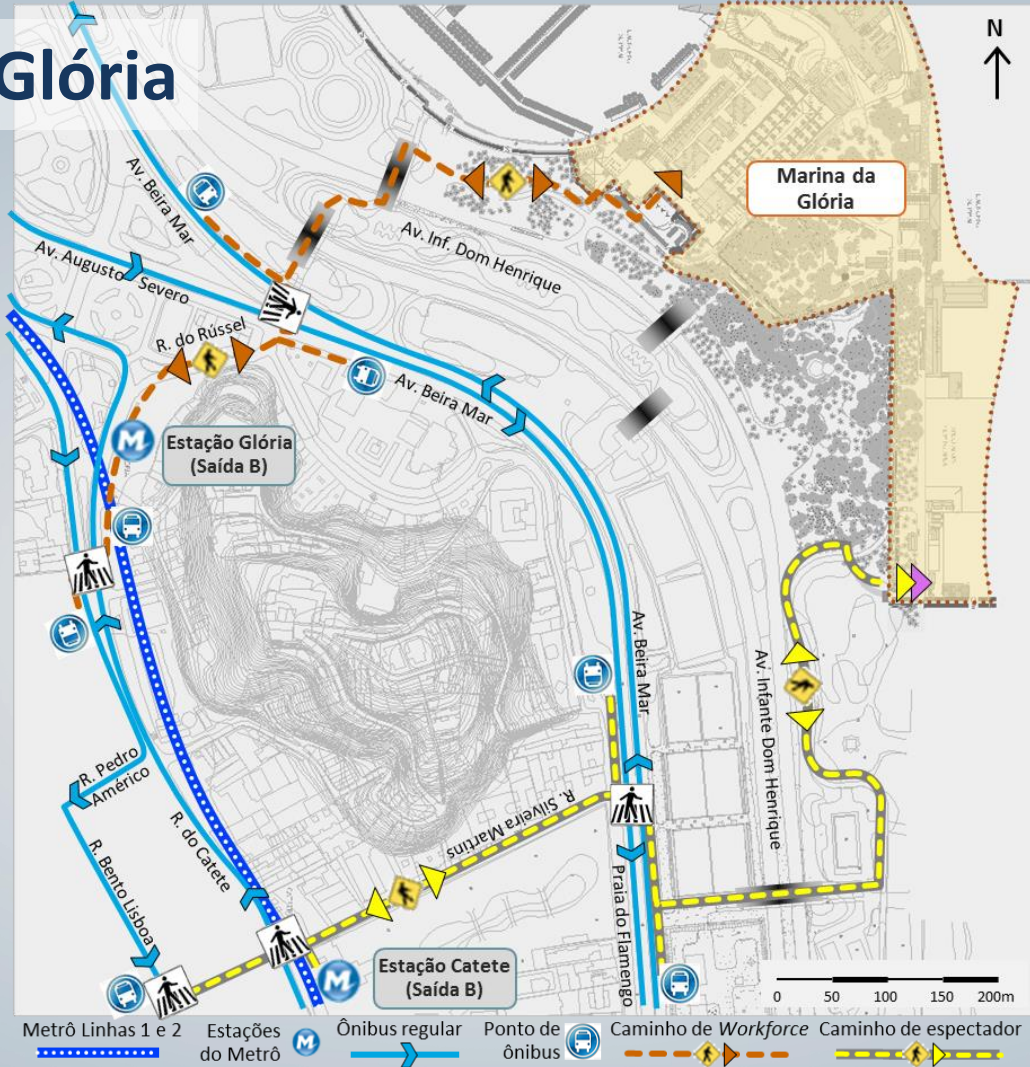 Glória
N
Marina da
Glória
Av. Beira Mar
Av. Inf. Dom Henrique
Av. Augusto Severo
R. do Rússel
Av. Beira Mar
M
Estação Glória
(Saída B)
Av. Beira Mar
Av. Infante Dom Henrique
R. Pedro
Américo
R. do Catete
R. Silveira Martins
R. Bento Lisboa
Praia do Flamengo
M
Estação Catete
(Saída B)
0 50 100 150 200m
Metrô Linhas 1 e 2
Estações
do Metrô
M
Ônibus regular
Ponto de
ônibus
Caminho de Workforce
Caminho de espectador